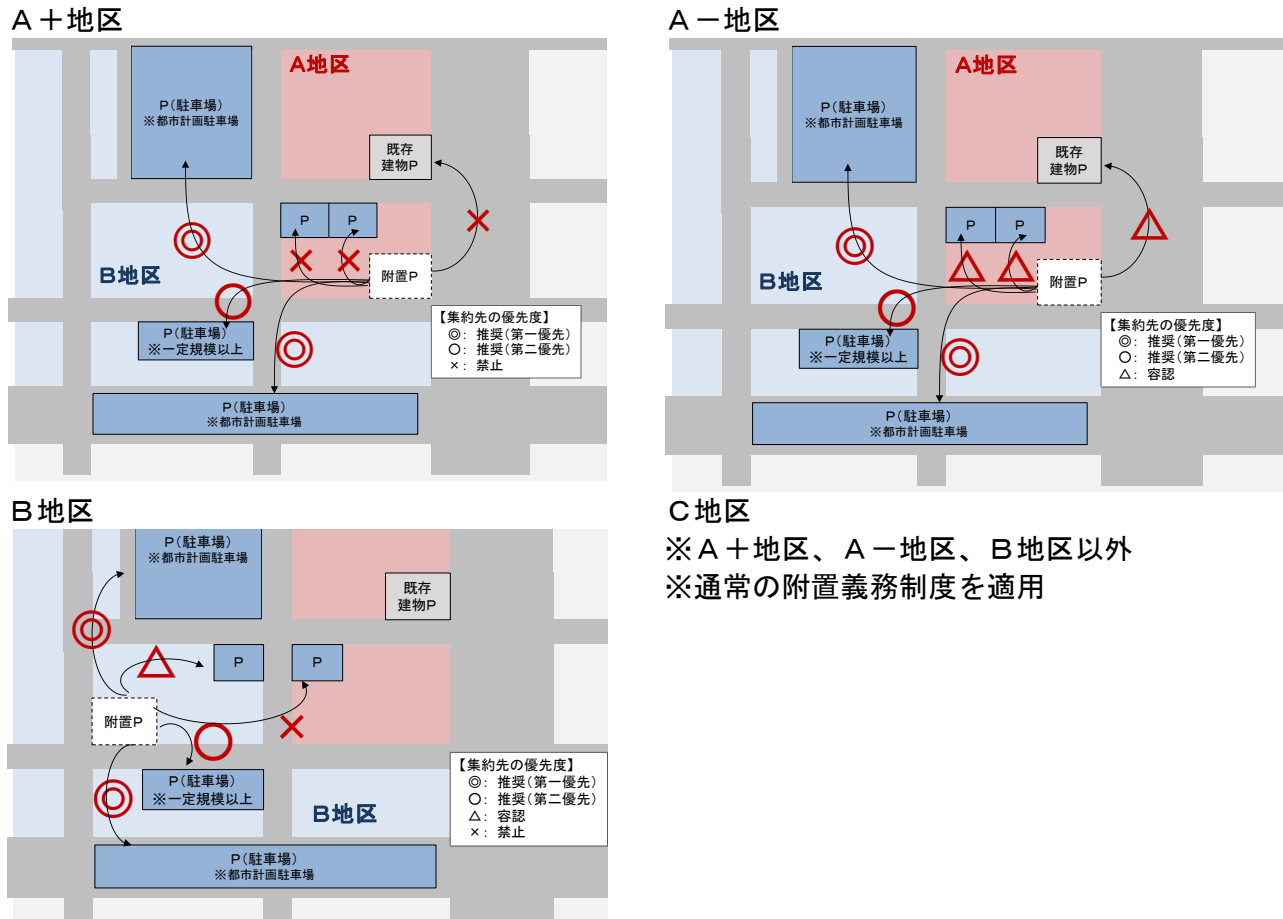 A+地区
A地区
P(駐車場)
※都市計画駐車場
既存
建物P
P
P
B地区
附置P
P(駐車場)
※一定規模以上
【集約先の優先度】
◎: 推奨(第一優先)
○: 推奨(第二優先)
×: 禁止
P(駐車場)
※都市計画駐車場
A-地区
A地区
P(駐車場)
※都市計画駐車場
既存
建物P
P
P
B地区
附置P
P(駐車場)
※一定規模以上
【集約先の優先度】
◎: 推奨(第一優先)
○: 推奨(第二優先)
△: 容認
P(駐車場)
※都市計画駐車場
B地区
P(駐車場)
※都市計画駐車場
既存
建物P
P
P
附置P
P(駐車場)
※一定規模以上
B地区
【集約先の優先度】
◎: 推奨(第一優先)
○: 推奨(第二優先)
△: 容認
×: 禁止
P(駐車場)
※都市計画駐車場
C地区
※A+地区、A-地区、B地区以外
※通常の附置義務制度を適用